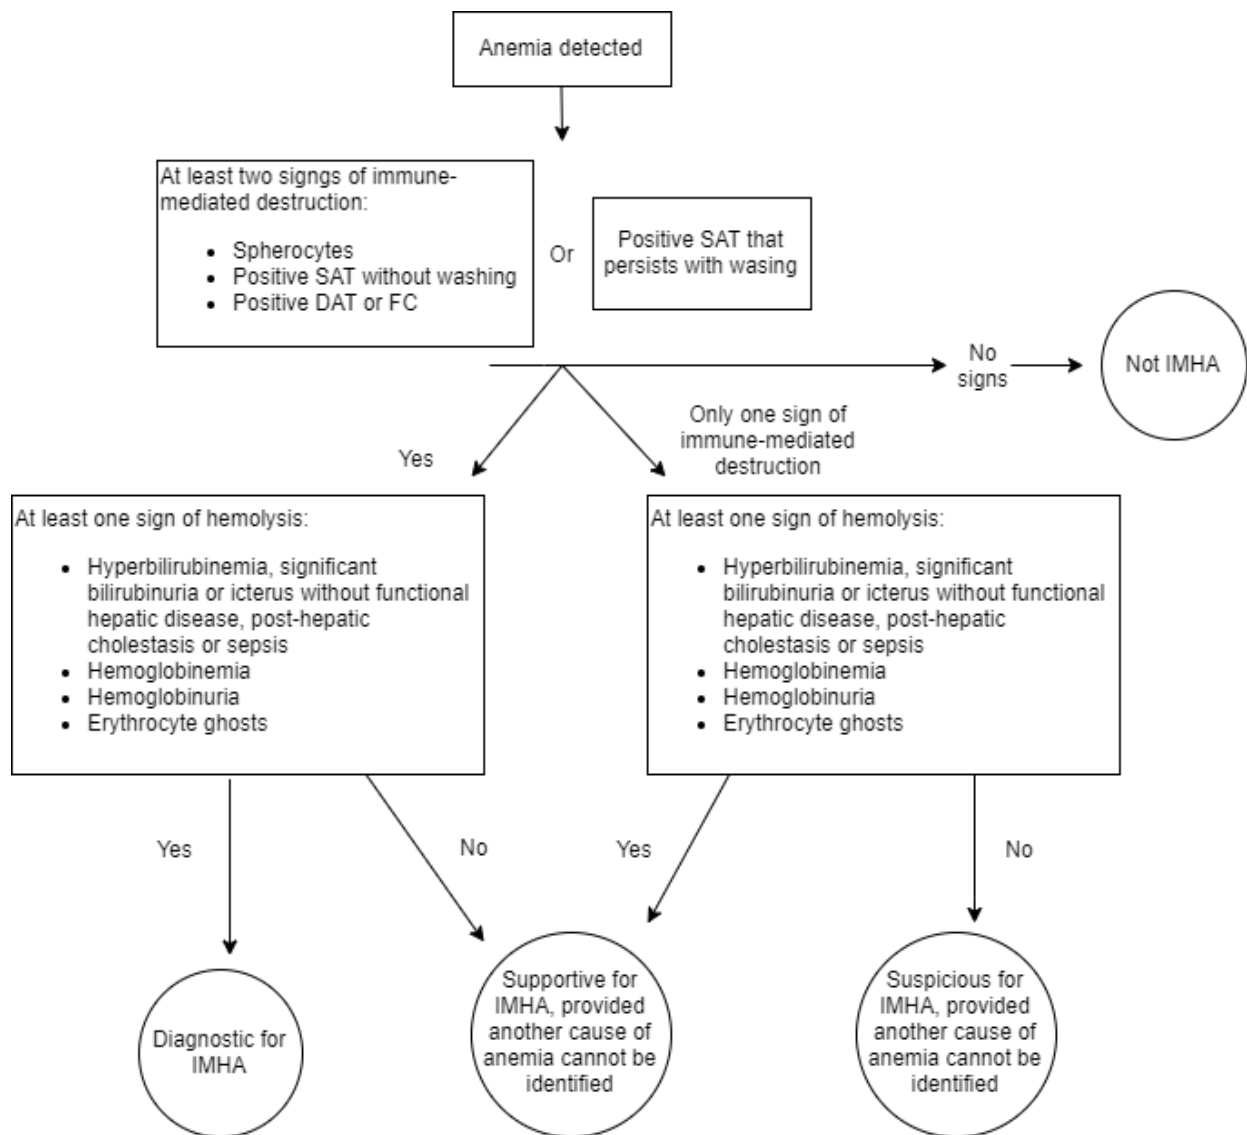 Anemia detected
At least two signgs of immune-
mediated destruction:
• Spherocytes
• Positive SAT without washing
• Positive DAT or FC
Or
Positive SAT that
persists with wasing
No
signs
Not IMHA
Yes
Only one sign of
immune-mediated
destruction
At least one sign of hemolysis:
• Hyperbilirubinemia, significant
bilirubinuria or icterus without functional
hepatic disease, post-hepatic
cholestasis or sepsis
• Hemoglobinemia
• Hemoglobinuria
• Erythrocyte ghosts
At least one sign of hemolysis:
• Hyperbilirubinemia, significant
bilirubinuria or icterus without functional
hepatic disease, post-hepatic
cholestasis or sepsis
• Hemoglobinemia
• Hemoglobinuria
• Erythrocyte ghosts
Yes
No
Yes
No
Diagnostic for
IMHA
Supportive for
IMHA, provided
another cause of
anemia cannot be
identified
Suspicious for
IMHA, provided
another cause of
anemia cannot be
identified